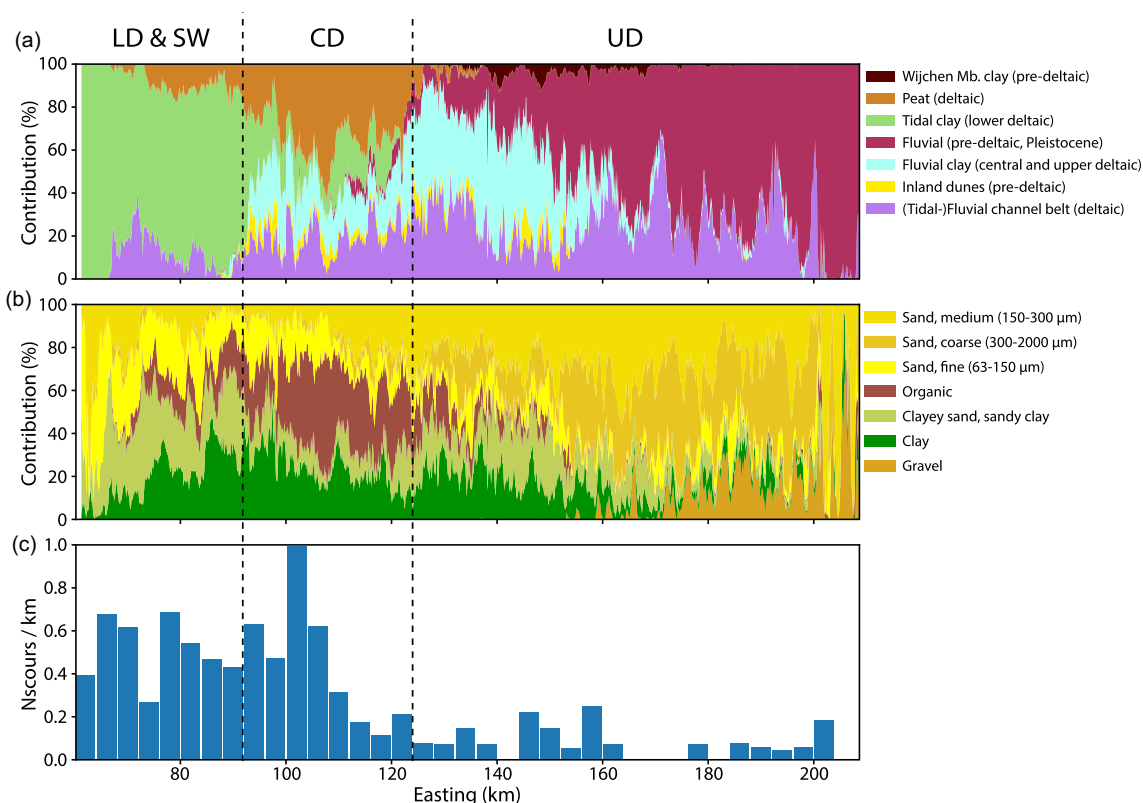 LD & SW CD UD
(a)
100
80
60
40
20
0
Contribution (%)
Wijchen Mb. clay (pre-deltaic)
Peat (deltaic)
Tidal clay (lower deltaic)
Fluvial (pre-deltaic, Pleistocene)
Fluvial clay (central and upper deltaic)
Inland dunes (pre-deltaic)
(Tidal-)Fluvial channel belt (deltaic)
(b)
100
80
60
40
20
0
Contribution (%)
Sand, medium (150-300 μm)
Sand, coarse (300-2000 μm)
Sand, fine (63-150 μm)
Organic
Clayey sand, sandy clay
Clay
Gravel
(c)
1.0
0.8
0.6
0.4
0.2
0.0
Nscours / km
80 100 120 140 160 180 200
Easting (km)